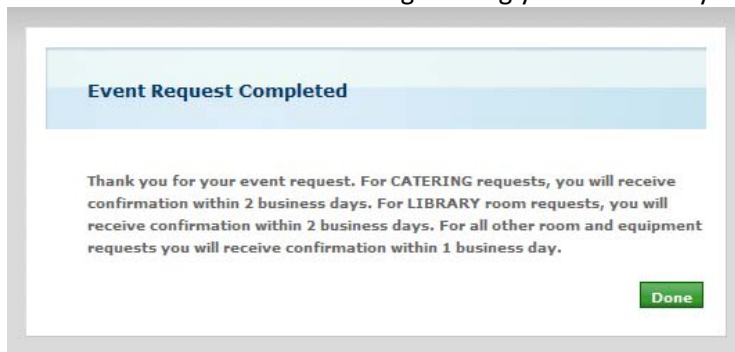 Event Request Completed
Thank you for your event request. For CATERING requests, you will receive
confirmation within 2 business days. For LIBRARY room requests, you will
receive confirmation within 2 business days. For all other room and equipment
requests you will receive confirmation within 1 business day.
Done